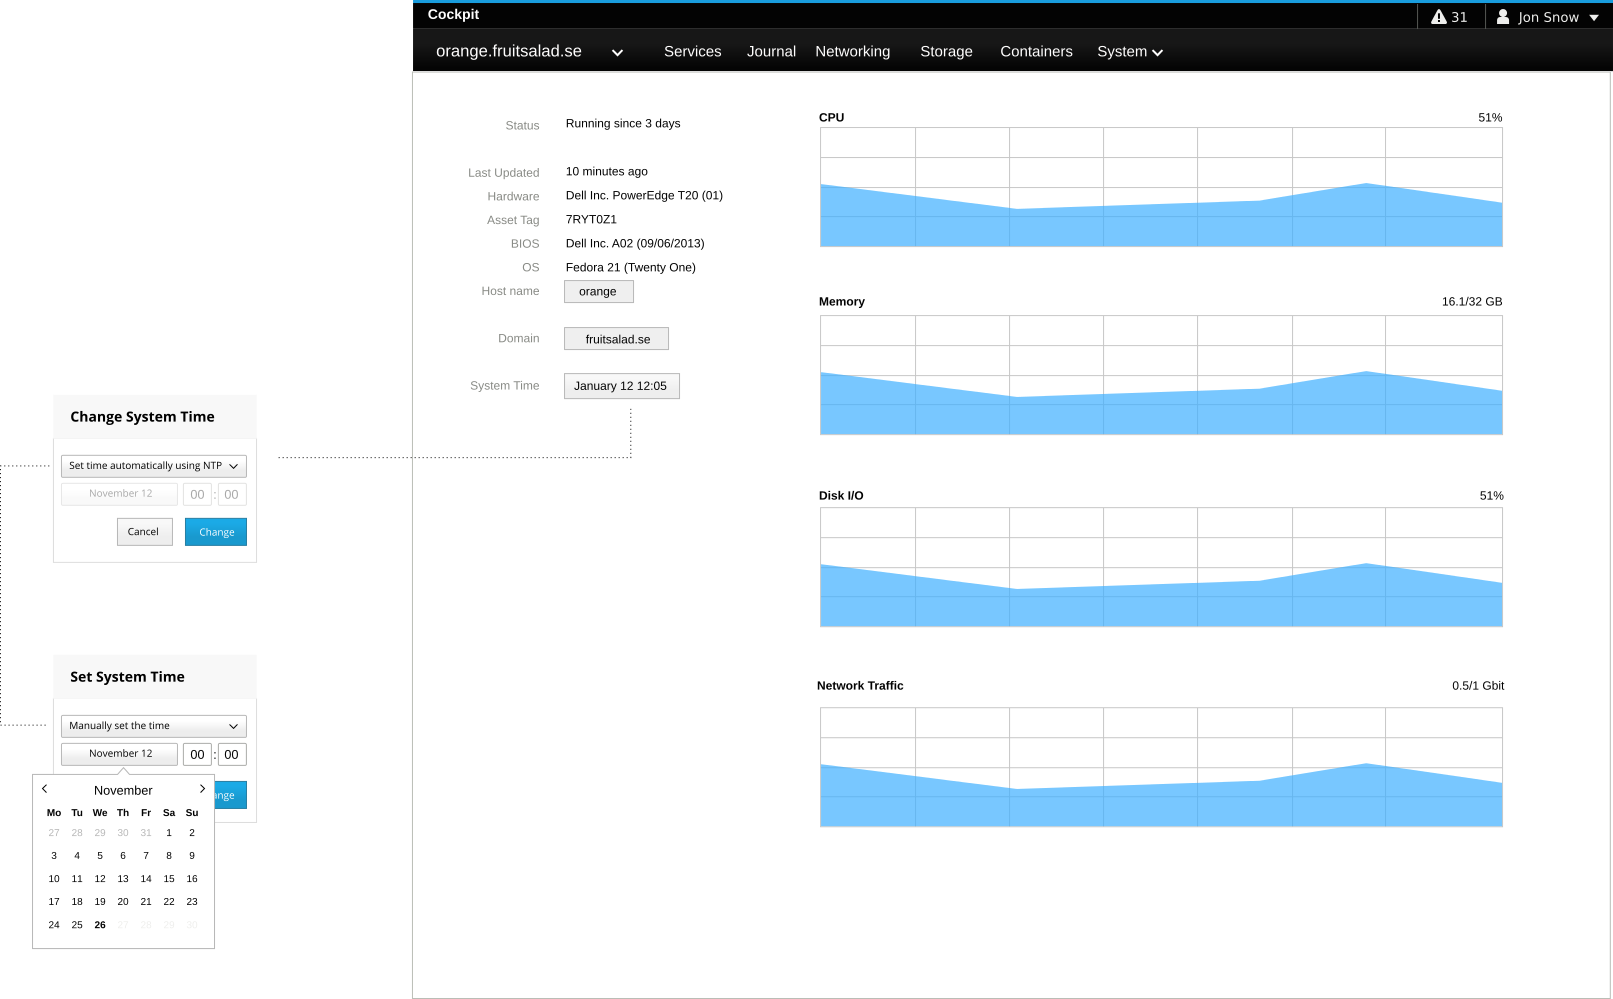 Cockpit
31
Jon Snow
orange.fruitsalad.se
Services Journal Networking Storage Containers System
Status Running since 3 days
Last Updated 10 minutes ago
Hardware Dell Inc. PowerEdge T20 (01)
Asset Tag 7RYT0Z1
BIOS Dell Inc. A02 (09/06/2013)
OS Fedora 21 (Twenty One)
Host name orange
Domain fruitsalad.se
System Time January 12 12:05
CPU 51%
Memory 16.1/32 GB
Disk I/O 51%
Network Traffic 0.5/1 Gbit
Change System Time
Set time automatically using NTP
November 12 00 : 00
Cancel Change
Set System Time
Manually set the time
November 12 00 : 00
ange
November
Mo Tu We Th Fr Sa Su
27 28 29 30 31 1 2
3 4 5 6 7 8 9
10 11 12 13 14 15 16
17 18 19 20 21 22 23
24 25 26 27 28 29 30